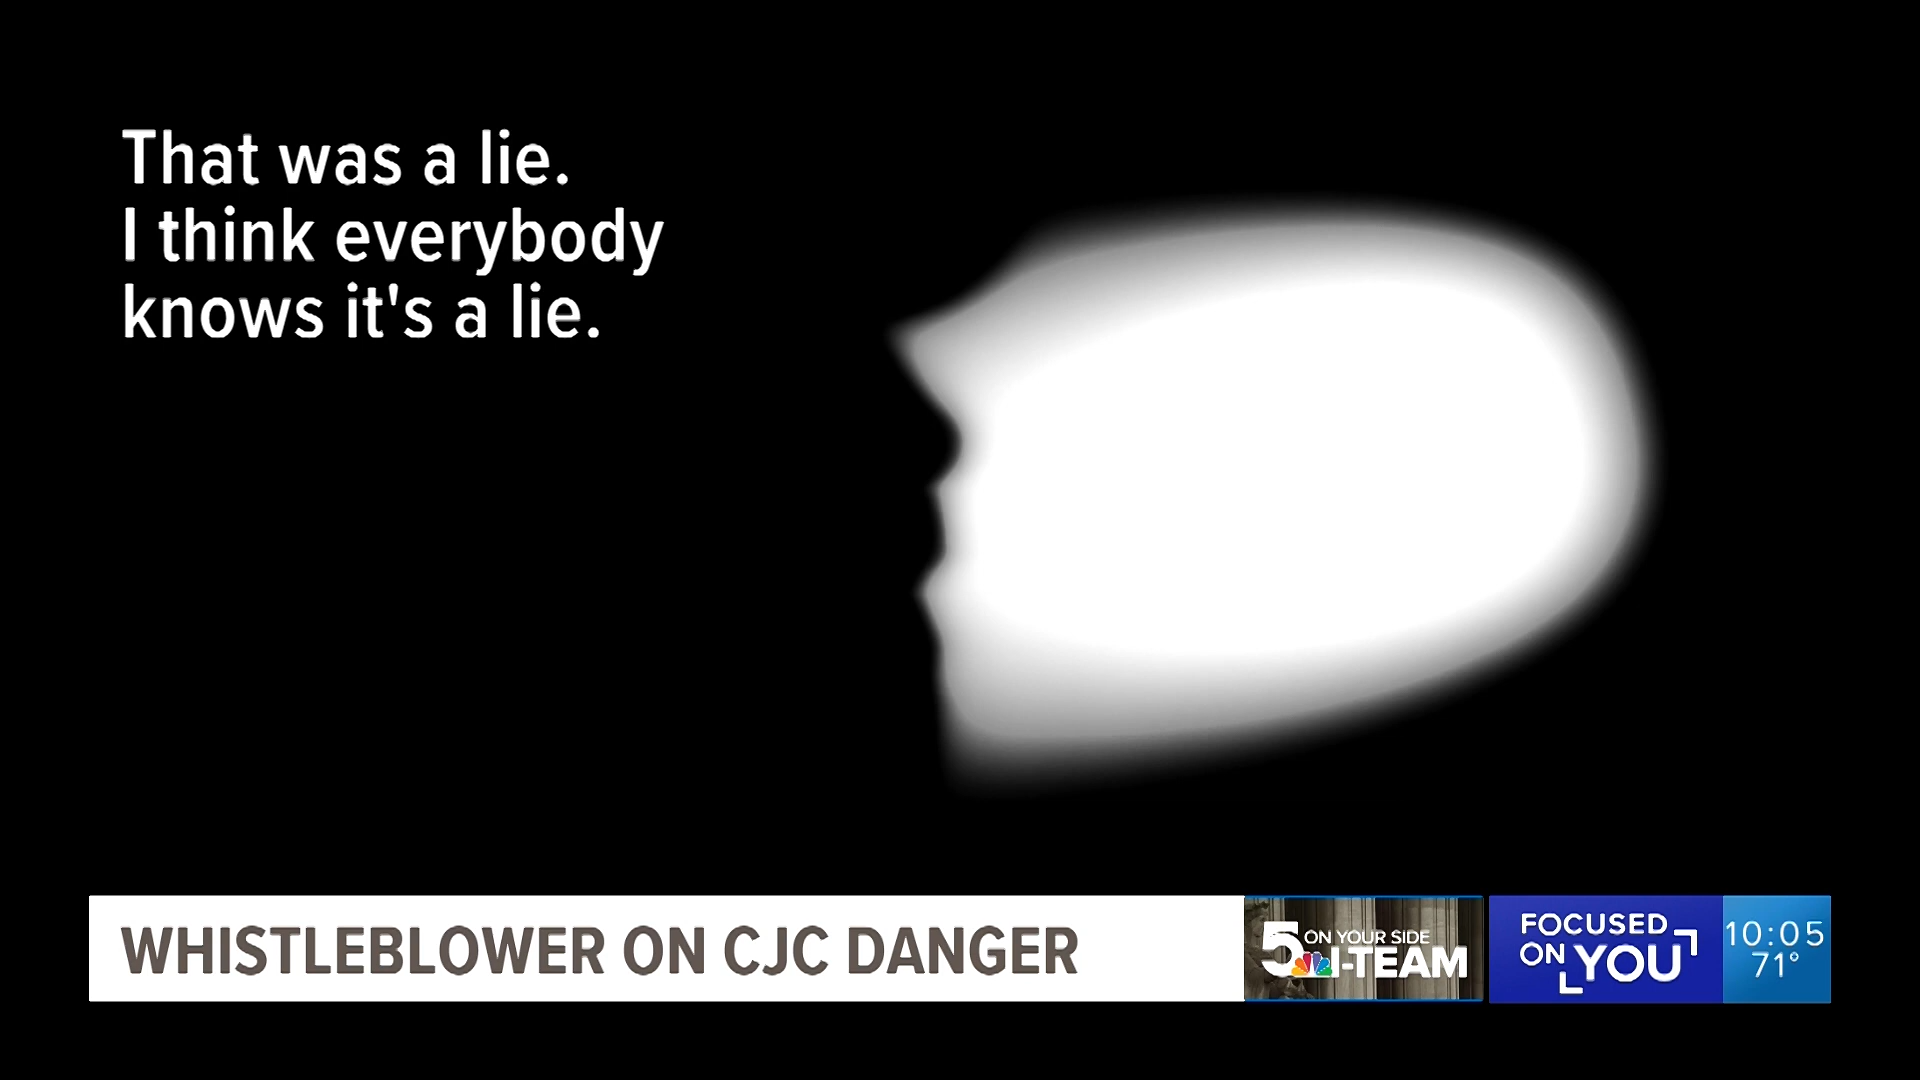 That was a lie.
I think everybody
knows it's a lie.
WHISTLEBLOWER ON CJC DANGER
5 ON YOUR SIDE
I-TEAM
FOCUSED
ON YOU
10:05
71°